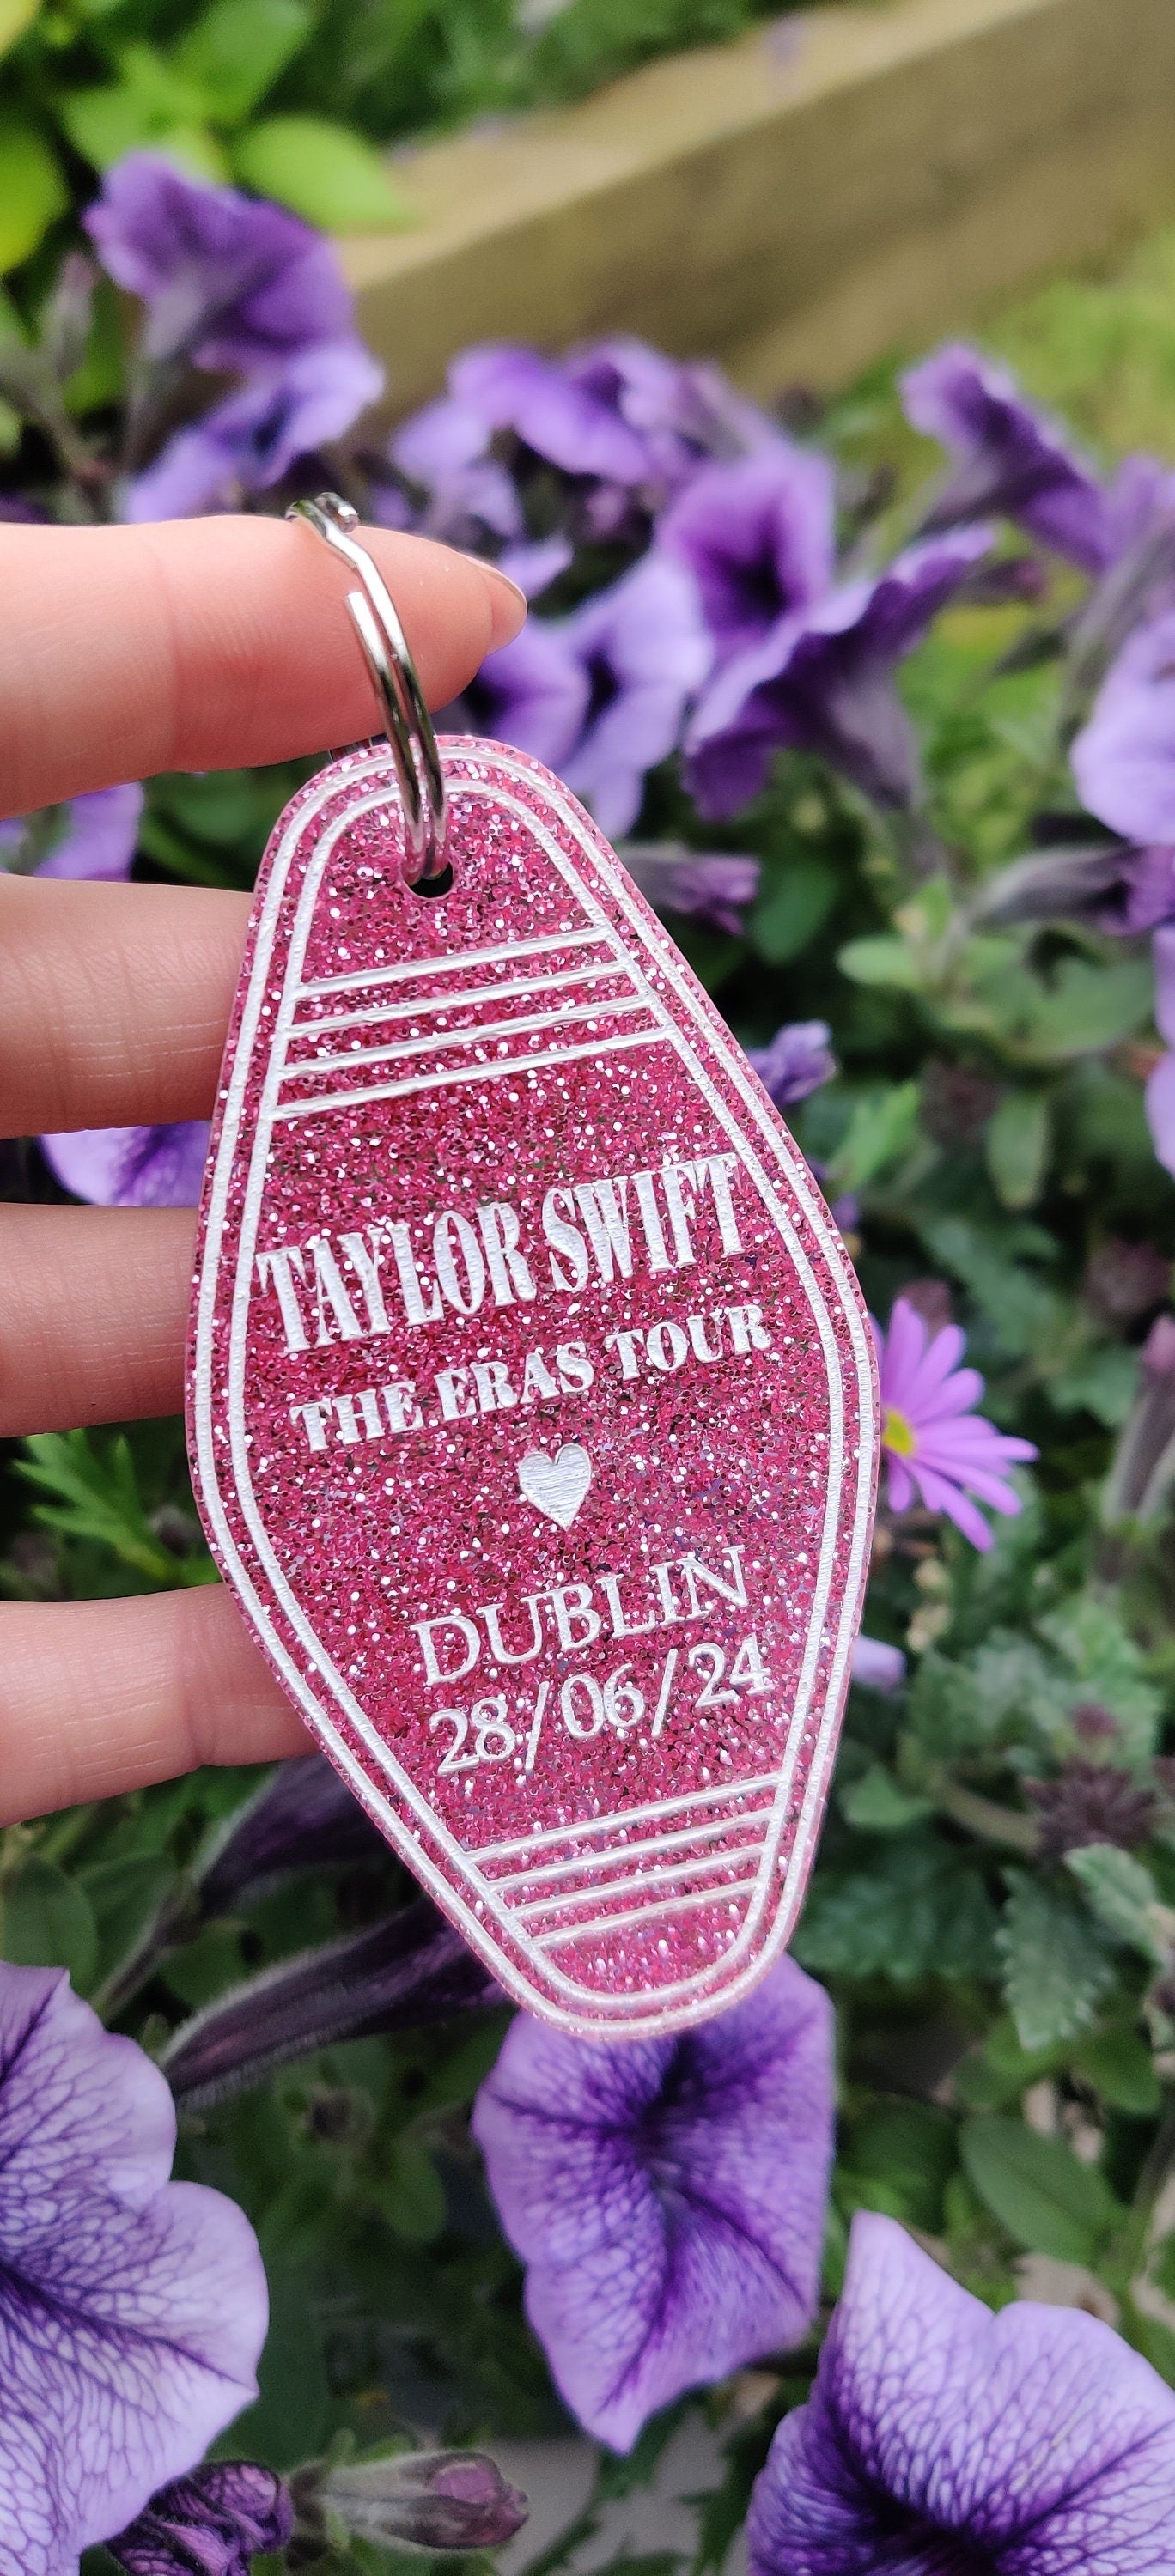 TAYLOR SWIFT
THE ERAS TOUR
DUBLIN
28/06/24